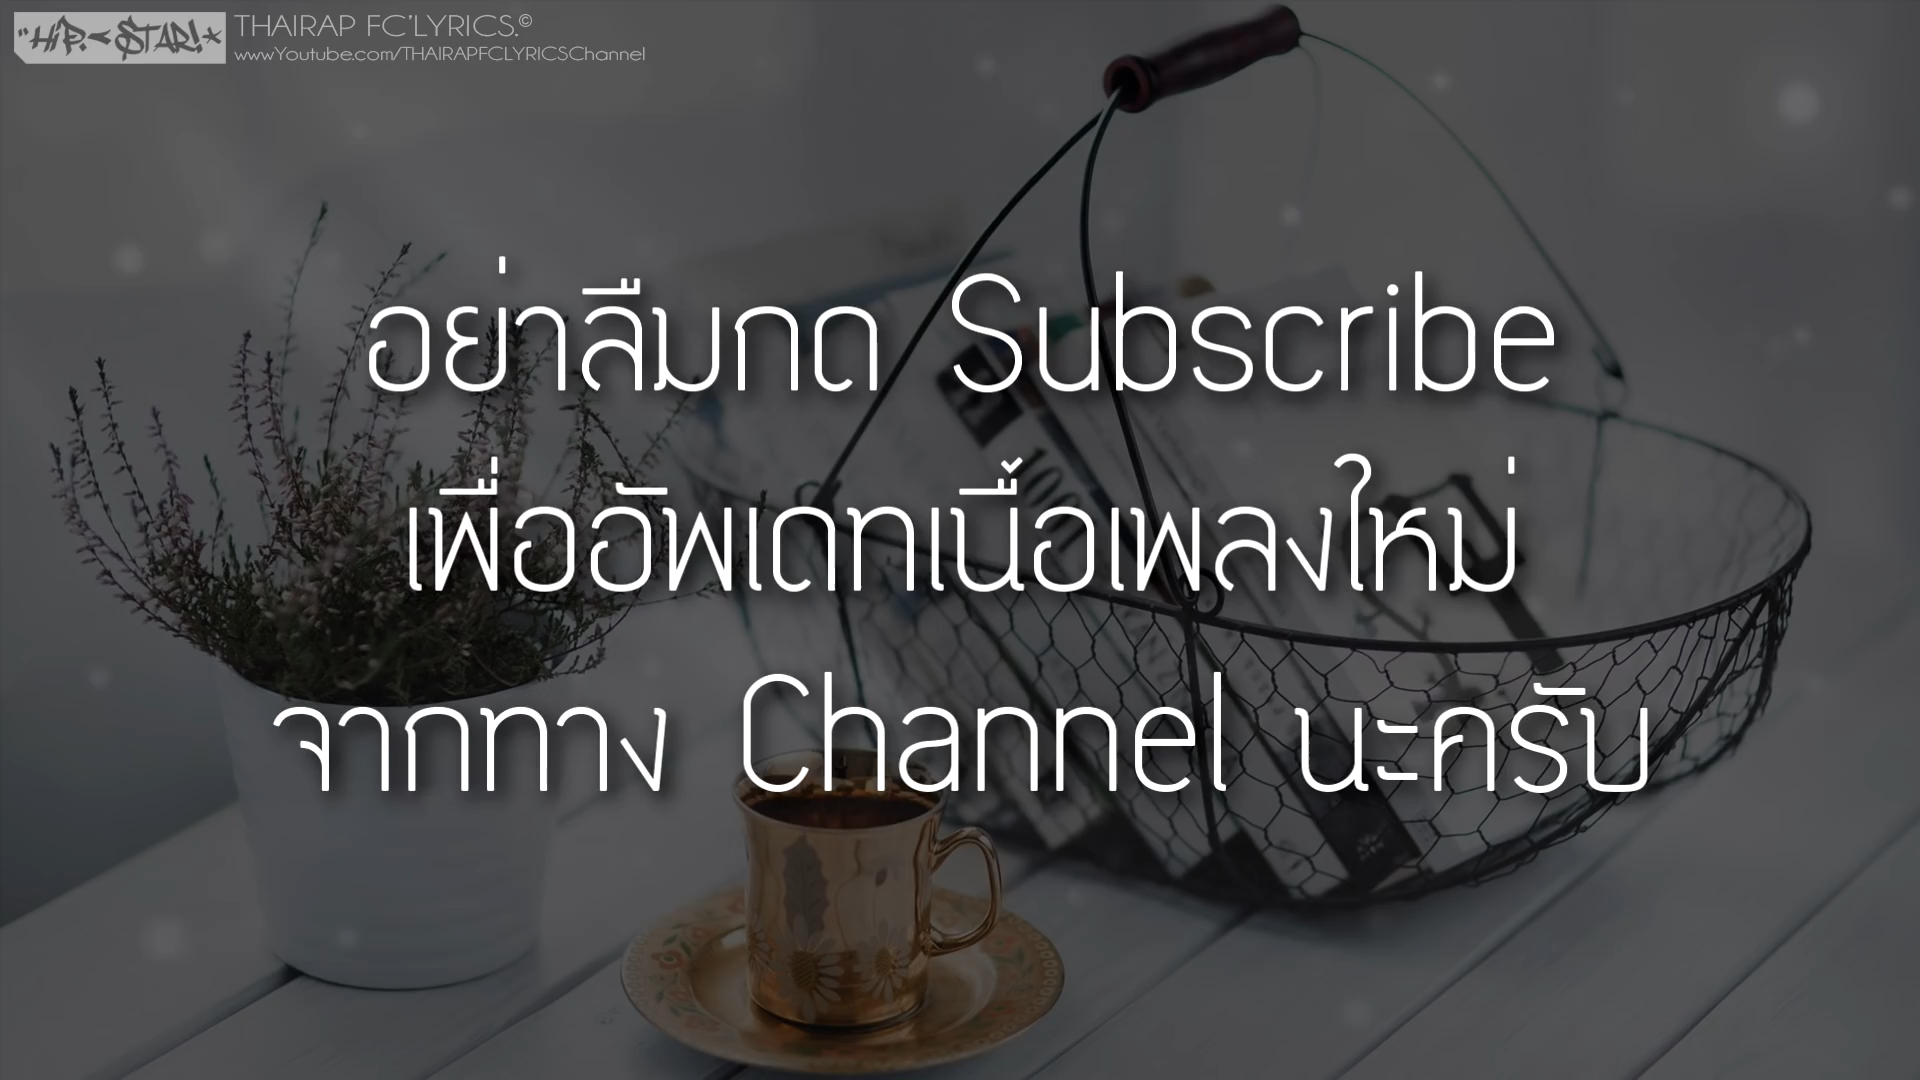 "HiP.<STAR!*
THAIRAP FC'LYRICS.©
www.Youtube.com/THAIRAPFCLYRICSChannel
อย่าลืมกด Subscribe
เพื่ออัพเดทเนื้อเพลงใหม่
จากทาง Channel นะครับ
100